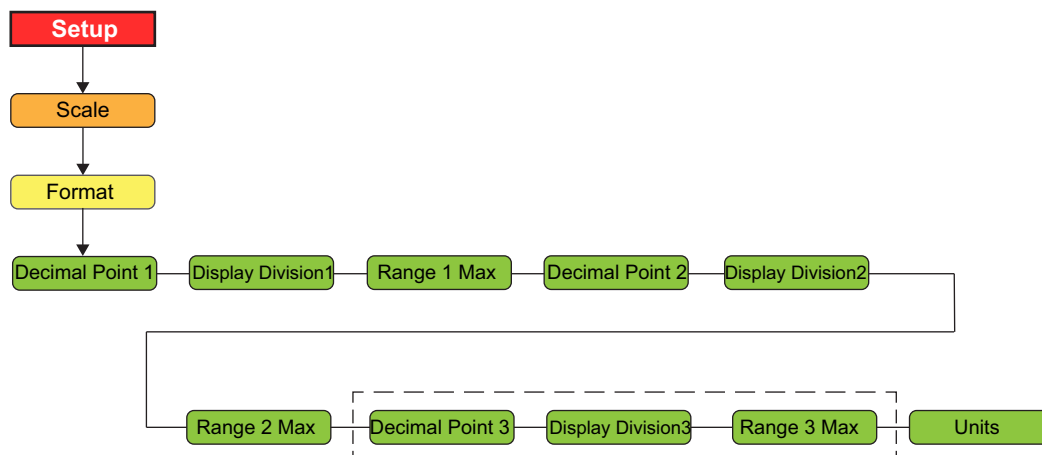 Setup
Scale
Format
Decimal Point 1
Display Division1
Range 1 Max
Decimal Point 2
Display Division2
Range 2 Max
Decimal Point 3
Display Division3
Range 3 Max
Units